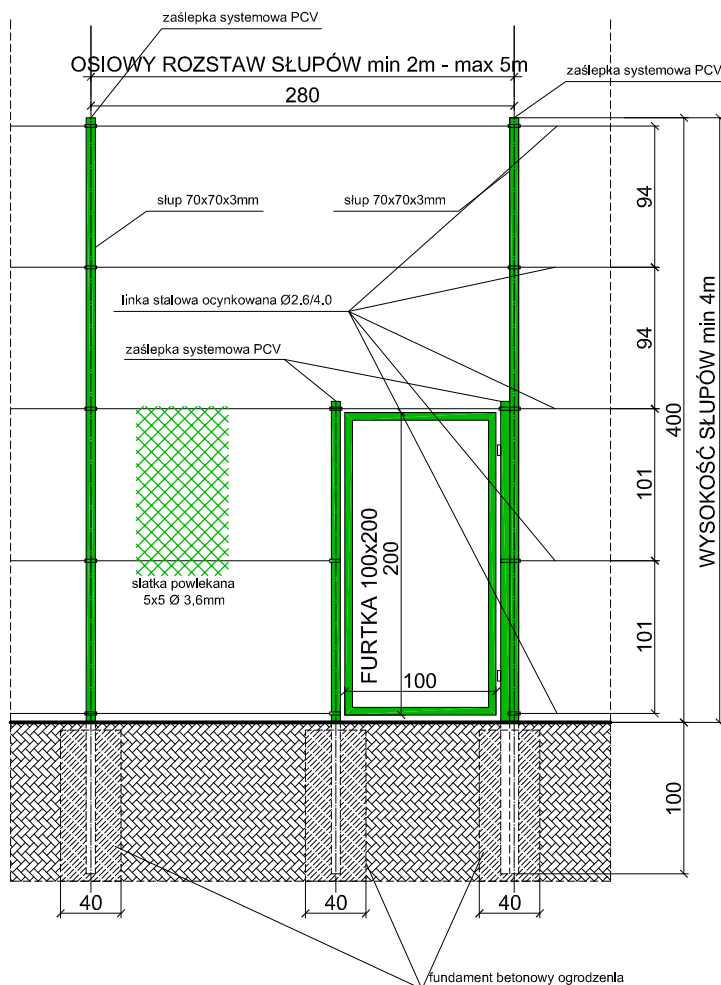 zaślepka systemowa PCV
OSIOWY ROZSTAW SŁUPÓW min 2m - max 5m
zaślepka systemowa PCV
280
słup 70x70x3mm
słup 70x70x3mm
94
linka stalowa ocynkowana Ø2.6/4.0
94
zaślepka systemowa PCV
400
WYSOKOŚĆ SŁUPÓW min 4m
101
FURTKA 100x200
200
siatka powlekana
5x5 Ø 3,6mm
101
100
100
40
40
40
fundament betonowy ogrodzenia